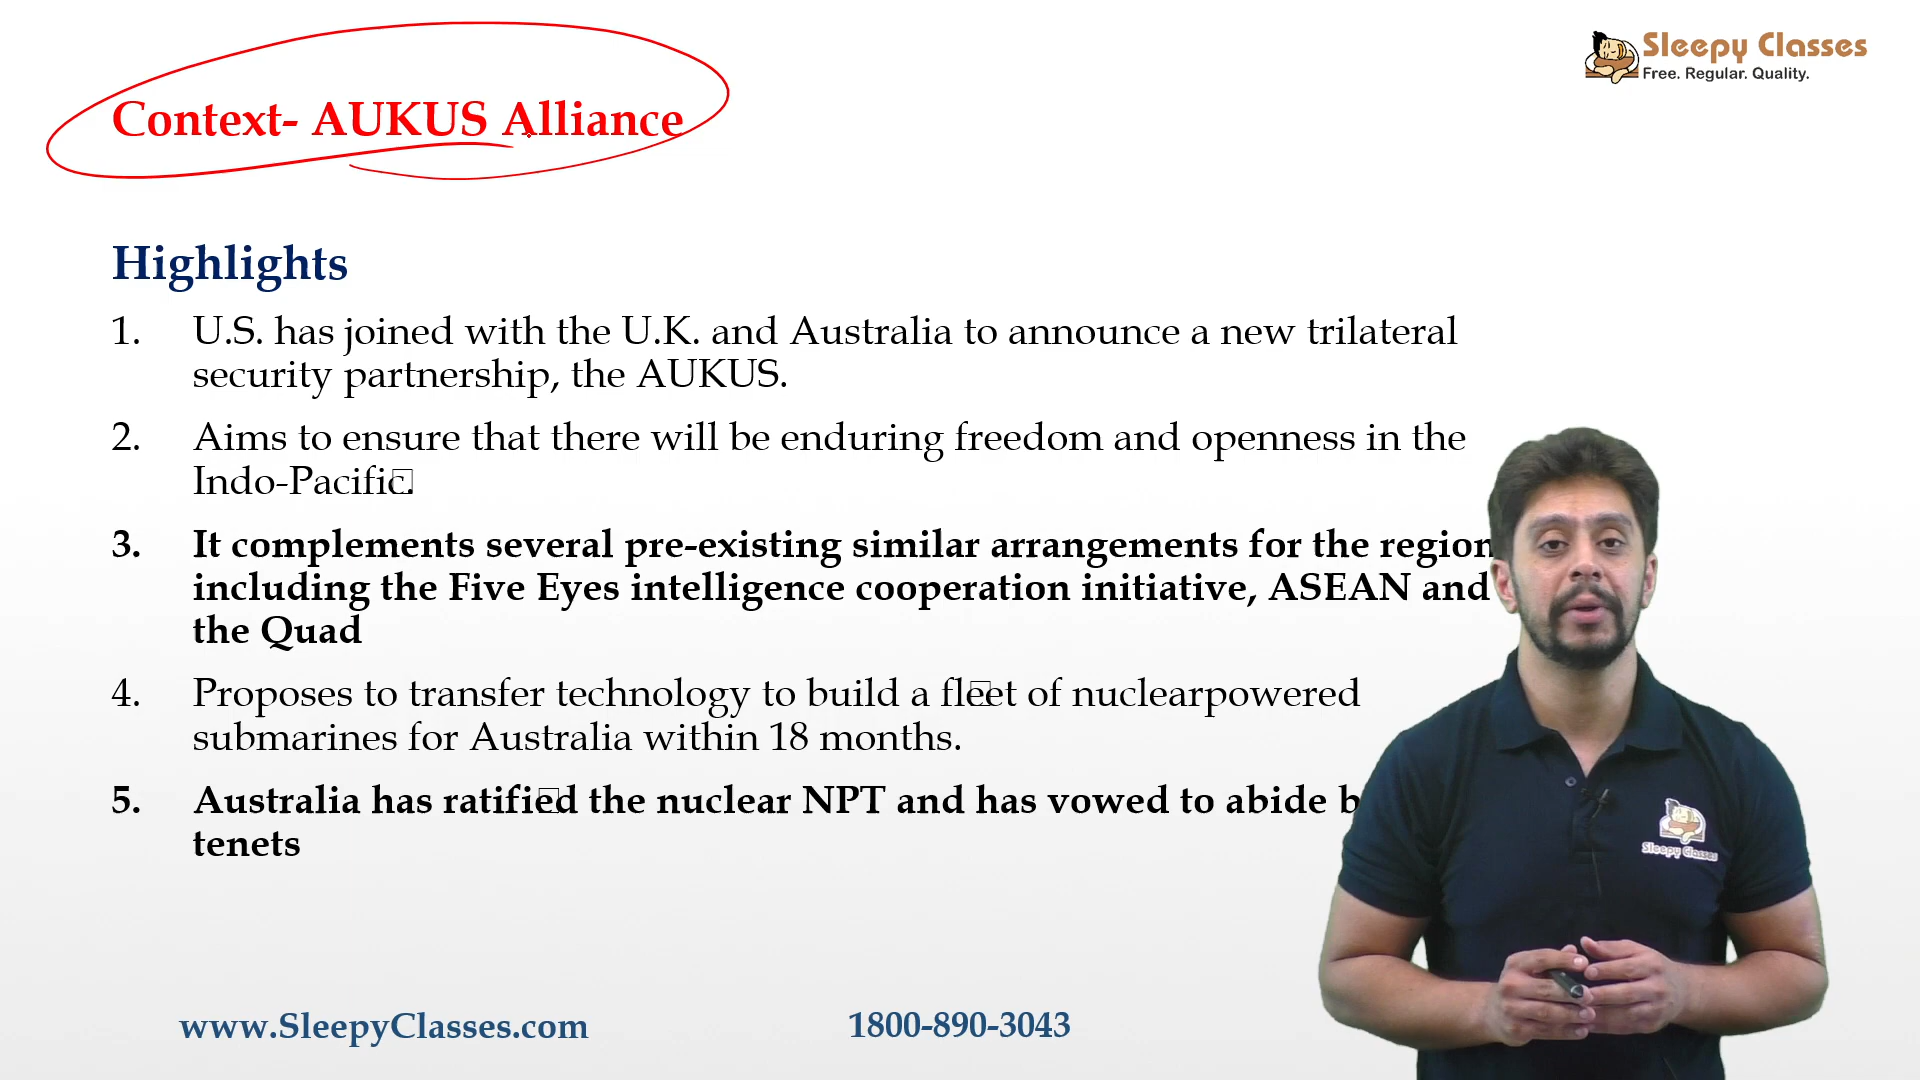 Sleepy Classes
Free. Regular. Quality.
Context- AUKUS Alliance
Highlights
1. U.S. has joined with the U.K. and Australia to announce a new trilateral
security partnership, the AUKUS.
2. Aims to ensure that there will be enduring freedom and openness in the
Indo-Pacific.
3. It complements several pre-existing similar arrangements for the region
including the Five Eyes intelligence cooperation initiative, ASEAN and
the Quad
4. Proposes to transfer technology to build a fleet of nuclearpowered
submarines for Australia within 18 months.
5. Australia has ratified the nuclear NPT and has vowed to abide
tenets
Sleepy Classes
www.SleepyClasses.com
1800-890-3043